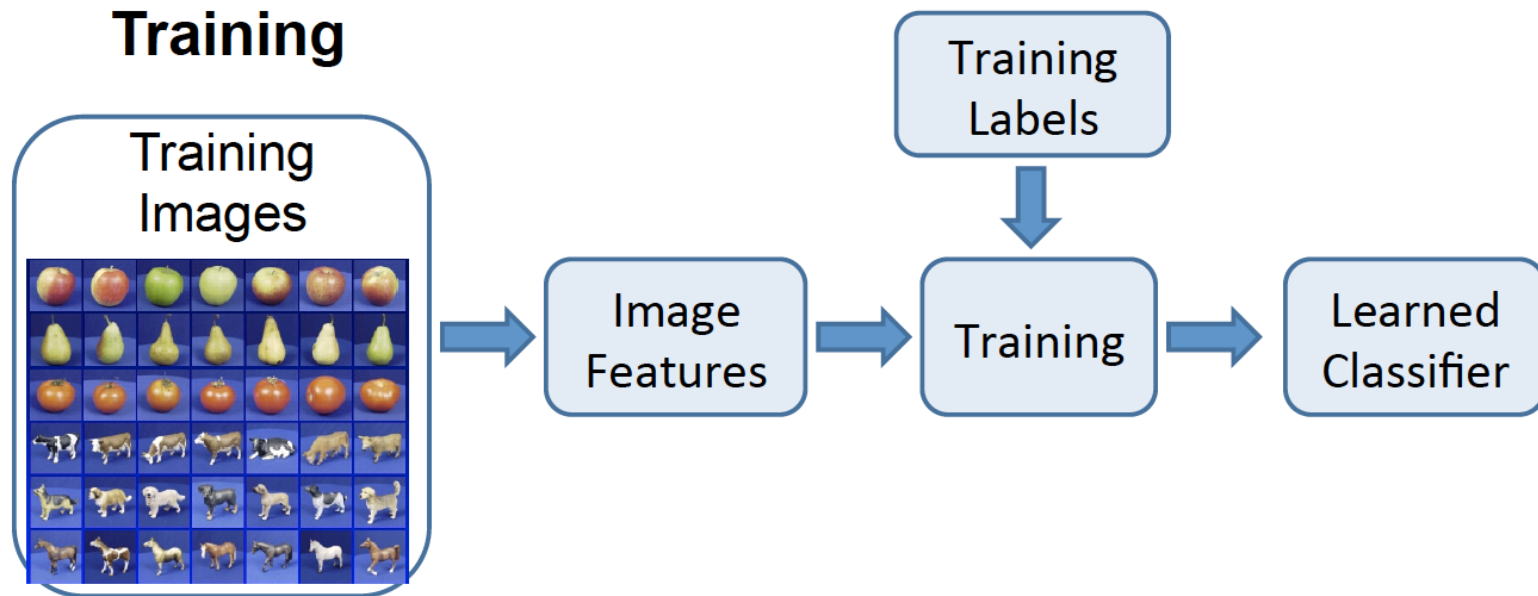 Training
Training
Images
Training
Labels
Image
Features
Training
Learned
Classifier